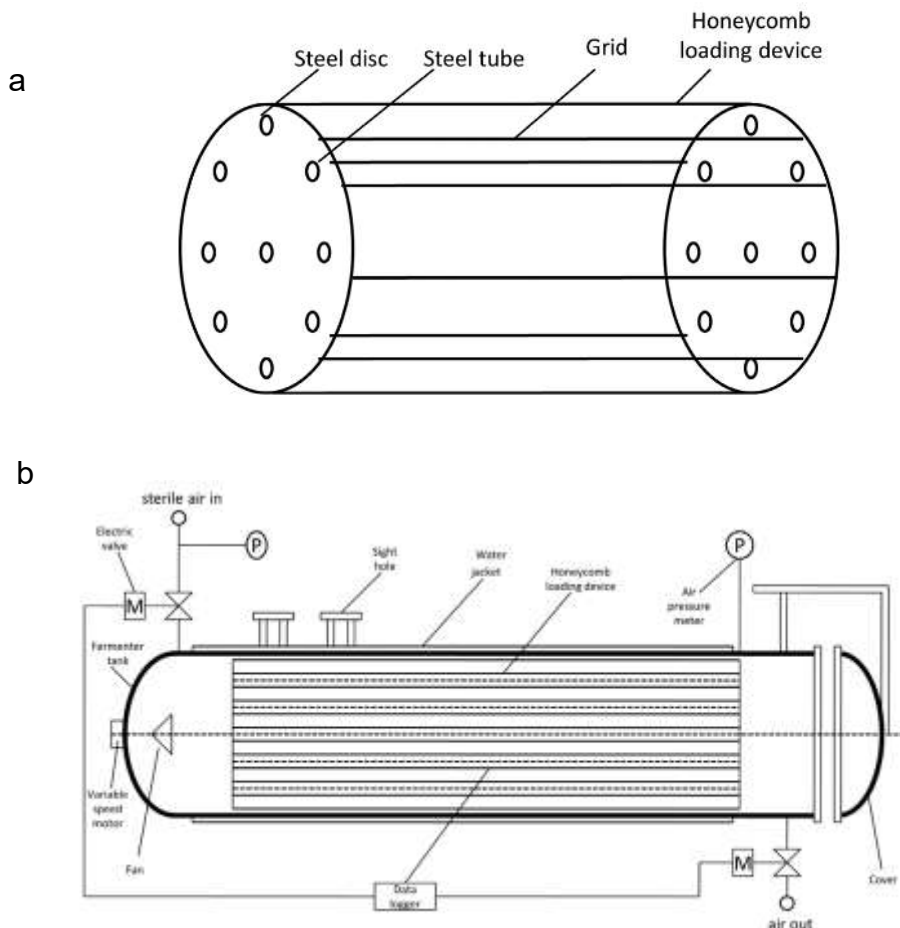 a
Steel disc
Steel tube
Grid
Honeycomb
loading device
b
sterile air in
Electric
valve
P
Sight
hole
Water
jacket
Honeycomb
loading device
P
Air
pressure
meter
M
Farmenter
tank
Variable
speed
motor
Fan
Data
logger
M
Cover
air out